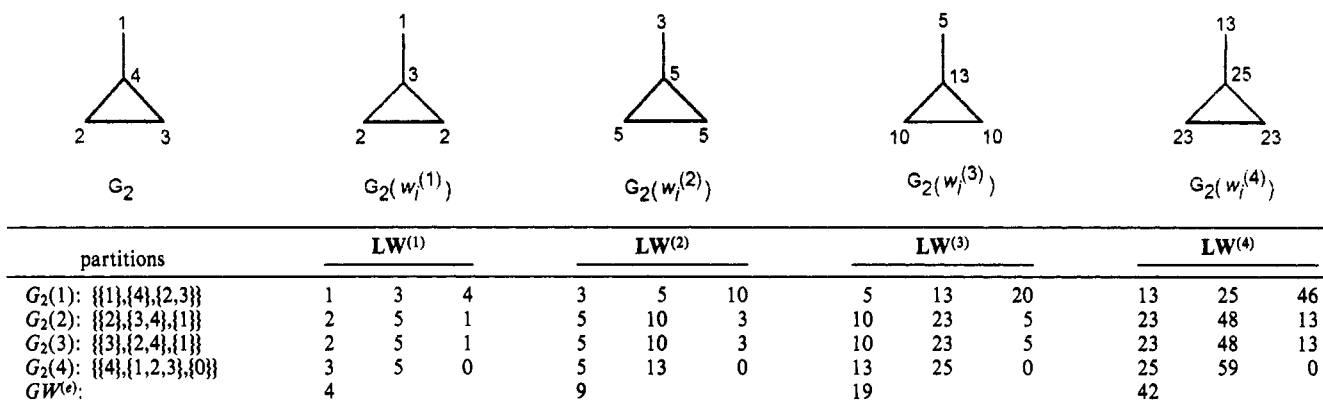 1 1 3 5 13
4 3 5 13 25
2 3 2 2 5 5 10 10 23 23
G₂ G₂(wᵢ⁽¹⁾) G₂(wᵢ⁽²⁾) G₂(wᵢ⁽³⁾) G₂(wᵢ⁽⁴⁾)
partitions LW⁽¹⁾ LW⁽²⁾ LW⁽³⁾ LW⁽⁴⁾
G₂(1): {{1},{4},{2,3}} 1 3 4 3 5 10 5 13 20 13 25 46
G₂(2): {{2},{3,4},{1}} 2 5 1 5 10 3 10 23 5 23 48 13
G₂(3): {{3},{2,4},{1}} 2 5 1 5 10 3 10 23 5 23 48 13
G₂(4): {{4},{1,2,3},{0}} 3 5 0 5 13 0 13 25 0 25 59 0
GW⁽ᵉ⁾: 4 9 19 42